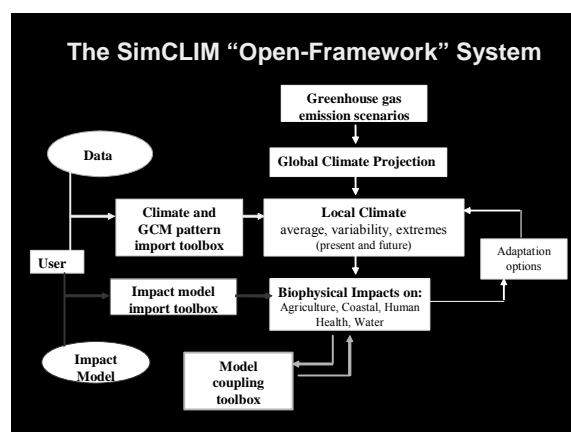 The SimCLIM “Open-Framework” System
Greenhouse gas
emission scenarios
Data
Global Climate Projection
Climate and
GCM pattern
import toolbox
Local Climate
average, variability, extremes
(present and future)
User
Adaptation
options
Impact model
import toolbox
Biophysical Impacts on:
Agriculture, Coastal, Human
Health, Water
Impact
Model
Model
coupling
toolbox